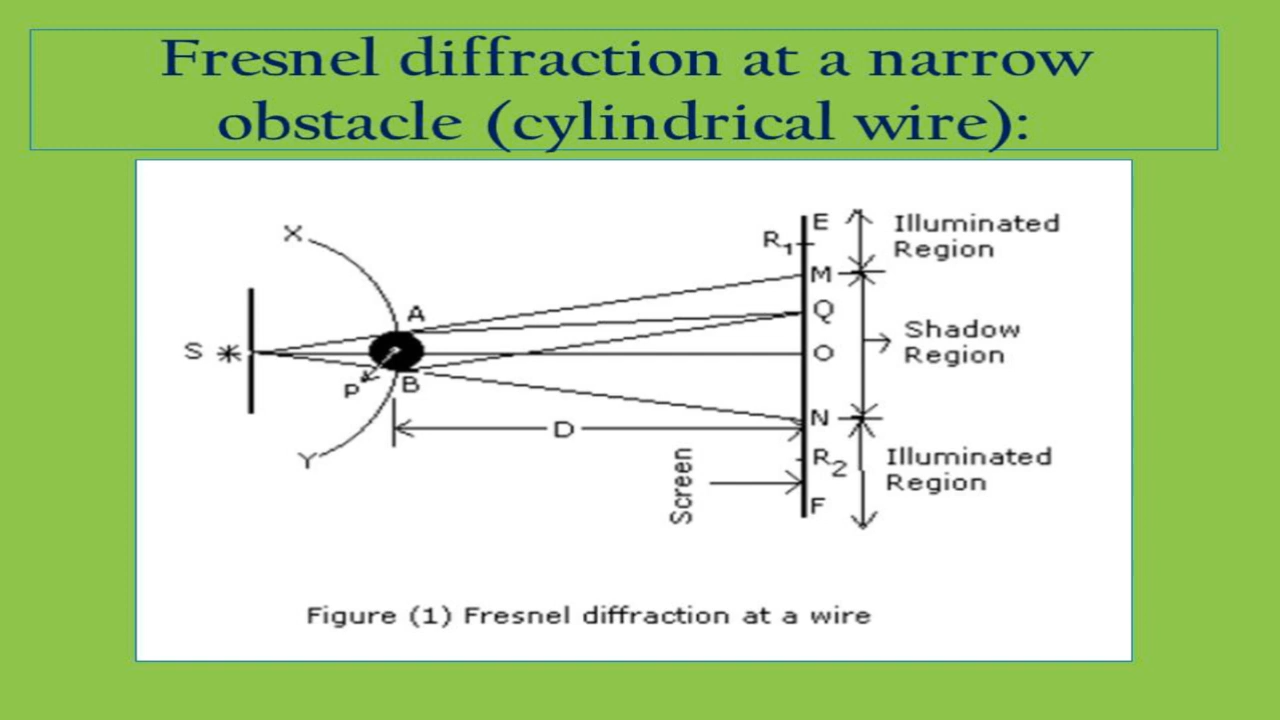 Fresnel diffraction at a narrow
obstacle (cylindrical wire):
X
E
Illuminated
Region
R1
M
A
Q
S
Shadow
Region
O
P
B
N
D
Y
R2
Illuminated
Region
Screen
F
Figure (1) Fresnel diffraction at a wire